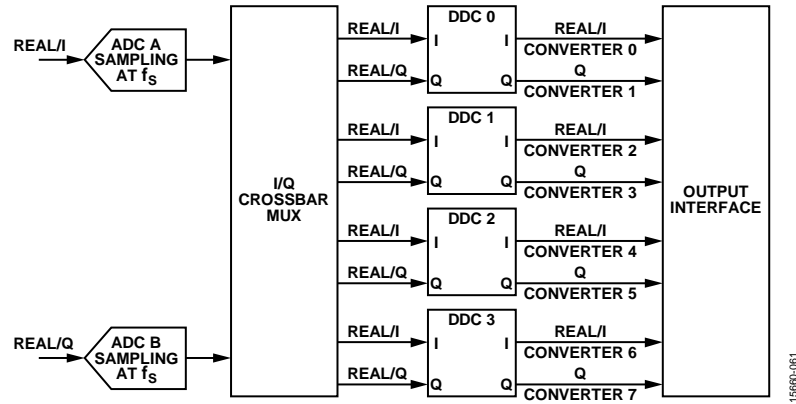 REAL/I
ADC A
SAMPLING
AT fS
I/Q
CROSSBAR
MUX
REAL/Q
ADC B
SAMPLING
AT fS
REAL/I
REAL/Q
DDC 0
I
I
Q
Q
REAL/I
CONVERTER 0
Q
CONVERTER 1
REAL/I
REAL/Q
DDC 1
I
I
Q
Q
REAL/I
CONVERTER 2
Q
CONVERTER 3
REAL/I
REAL/Q
DDC 2
I
I
Q
Q
REAL/I
CONVERTER 4
Q
CONVERTER 5
REAL/I
REAL/Q
DDC 3
I
I
Q
Q
REAL/I
CONVERTER 6
Q
CONVERTER 7
OUTPUT
INTERFACE
15660-061